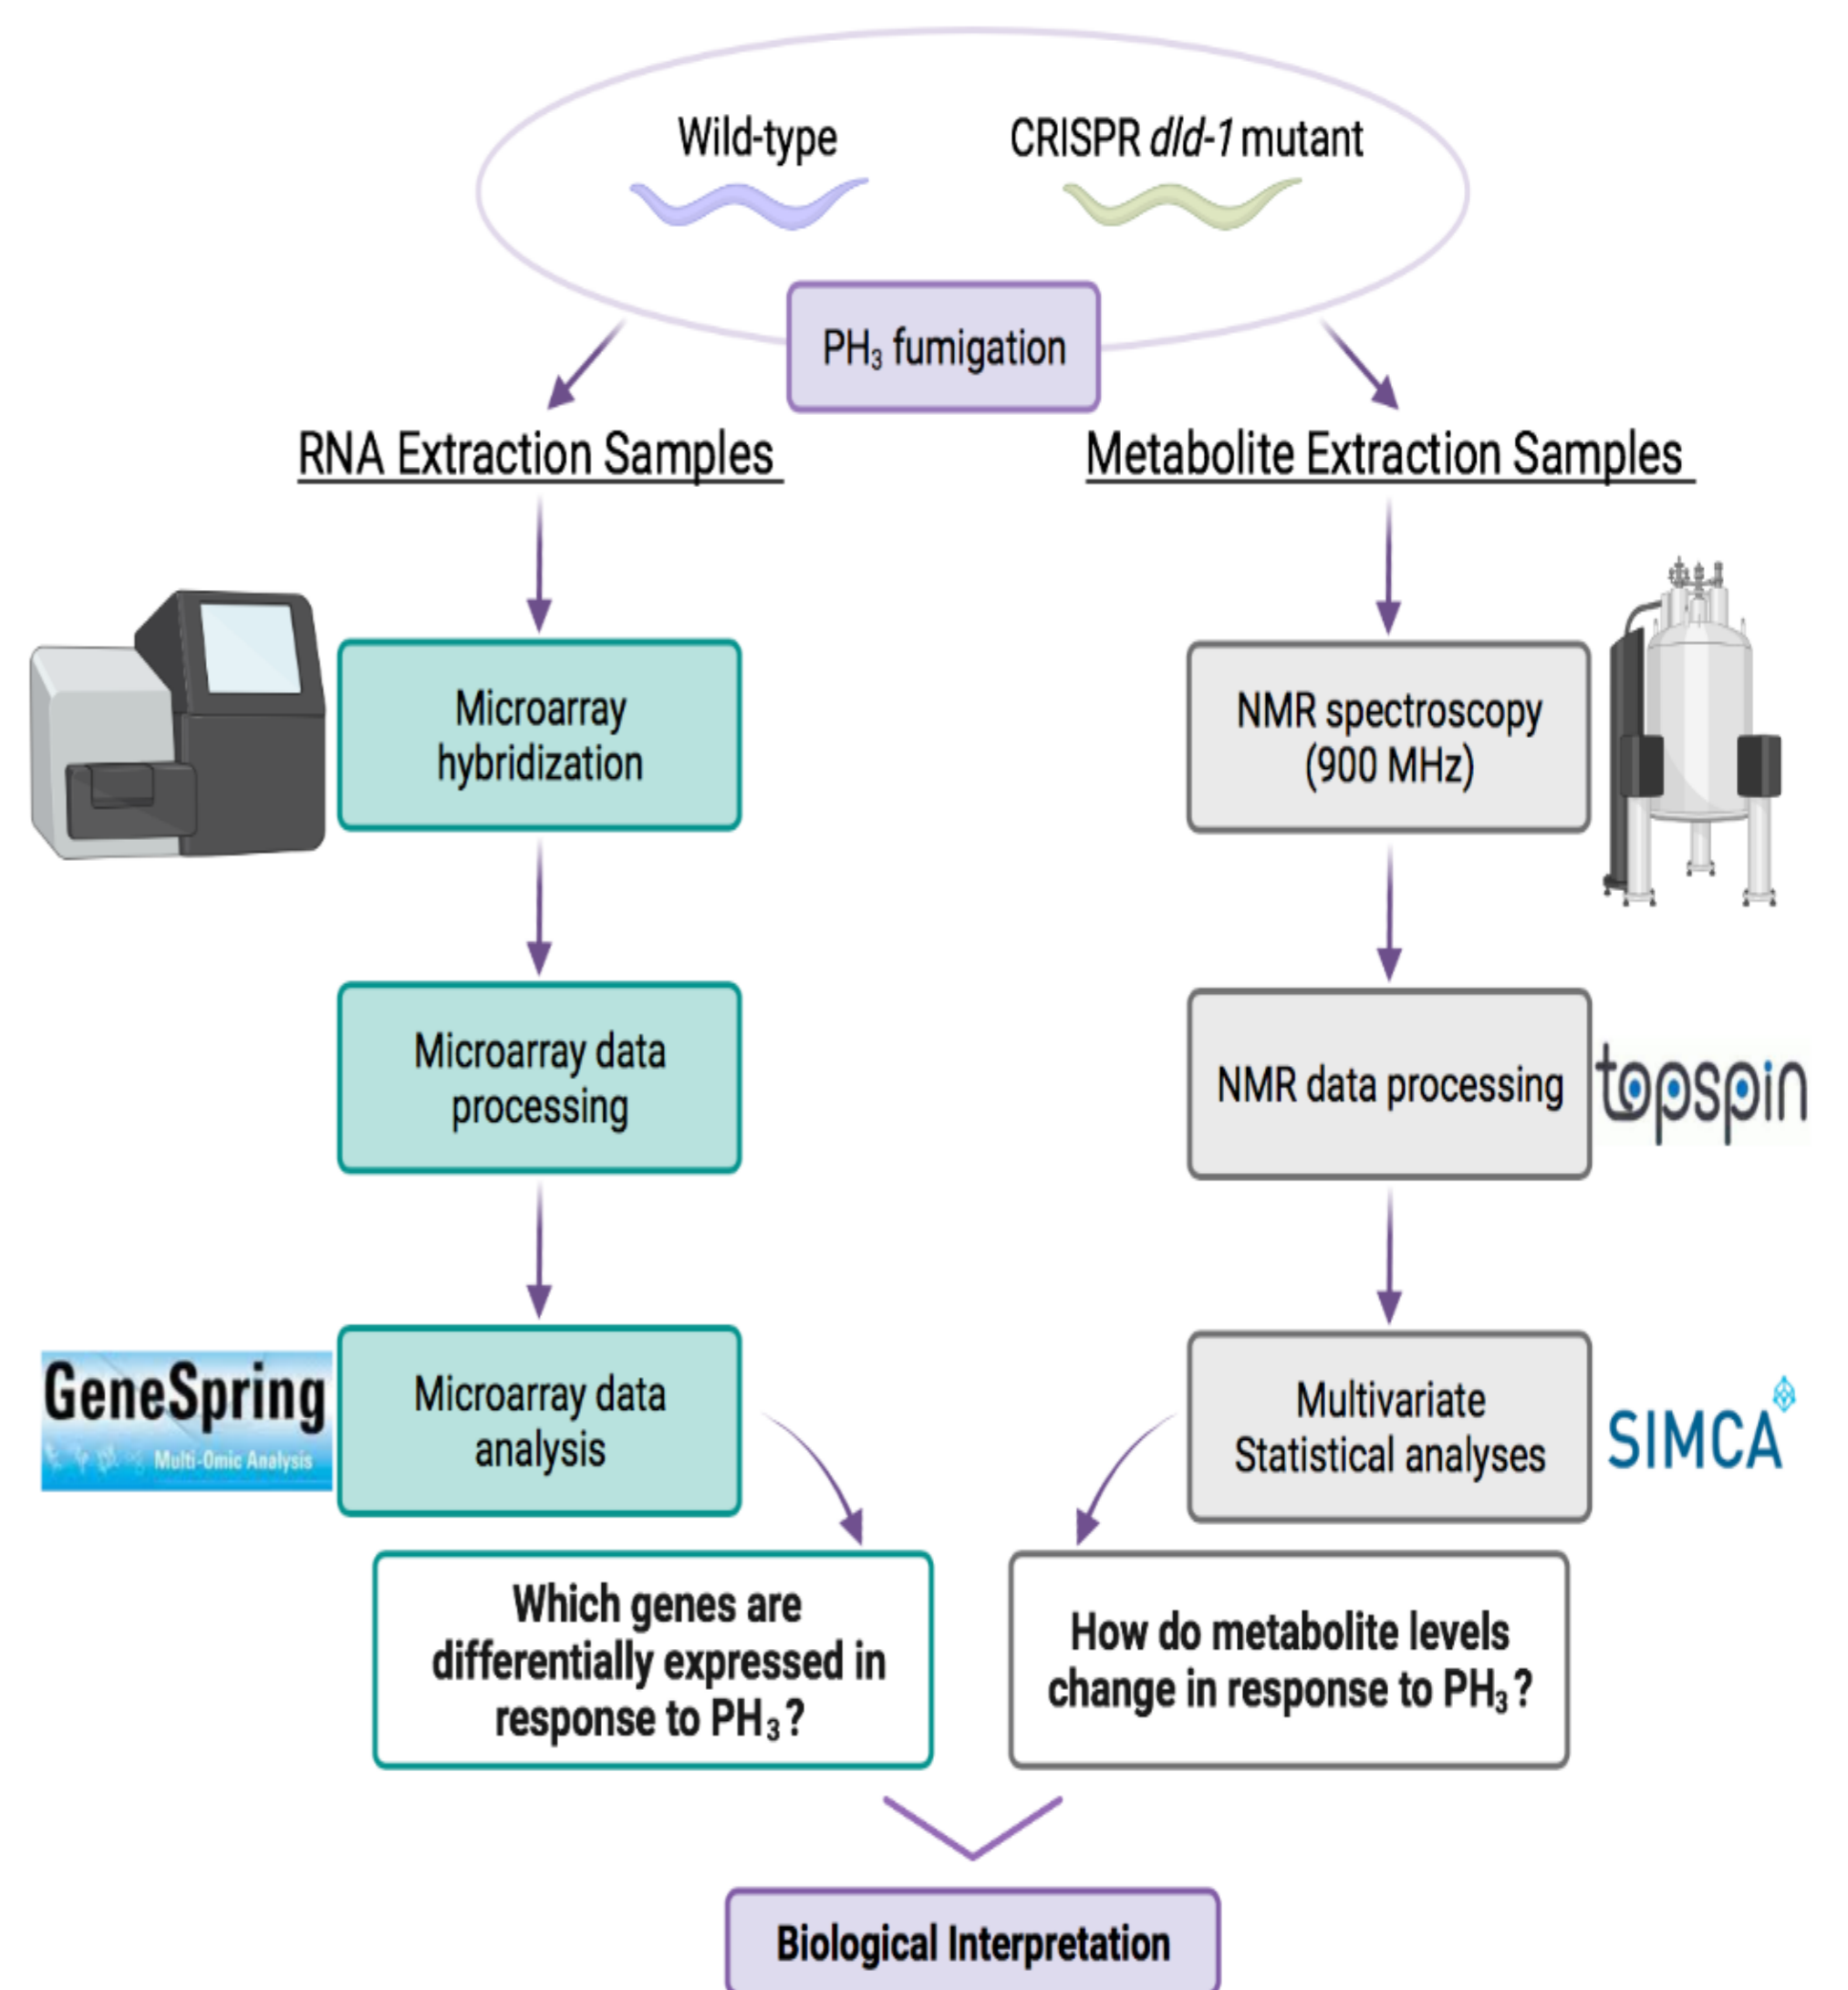 Wild-type
CRISPR dld-1 mutant
PH₃ fumigation
RNA Extraction Samples
Metabolite Extraction Samples
Microarray
hybridization
NMR spectroscopy
(900 MHz)
Microarray data
processing
NMR data processing
topspin
GeneSpring
Multi-Omic Analysis
Microarray data
analysis
Multivariate
Statistical analyses
SIMCA
Which genes are
differentially expressed in
response to PH₃?
How do metabolite levels
change in response to PH₃?
Biological Interpretation